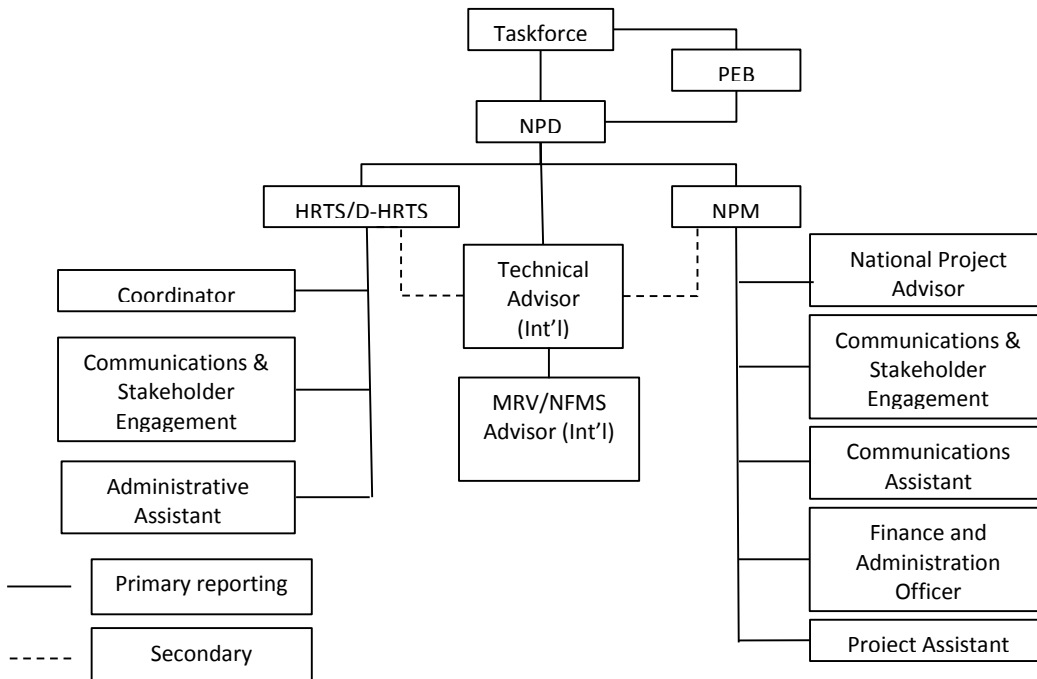 Taskforce
PEB
NPD
HRTS/D-HRTS
NPM
Technical
Advisor
(Int'l)
MRV/NFMS
Advisor (Int'l)
Coordinator
Communications &
Stakeholder
Engagement
Administrative
Assistant
National Project
Advisor
Communications &
Stakeholder
Engagement
Communications
Assistant
Finance and
Administration
Officer
Project Assistant
Primary reporting
Secondary